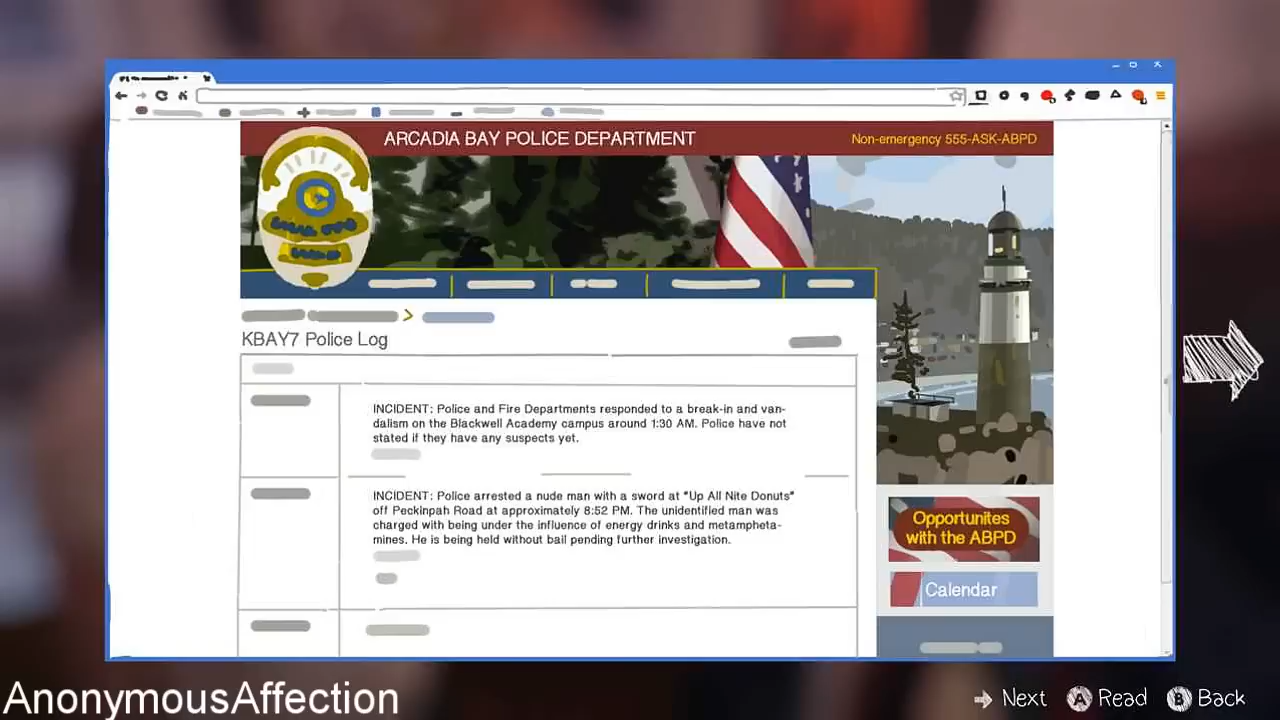 ARCADIA BAY POLICE DEPARTMENT
Non-emergency 555-ASK-ABPD
KBAY7 Police Log
INCIDENT: Police and Fire Departments responded to a break-in and van-
dalism on the Blackwell Academy campus around 1:30 AM. Police have not
stated if they have any suspects yet.
INCIDENT: Police arrested a nude man with a sword at "Up All Nite Donuts"
off Peckinpah Road at approximately 8:52 PM. The unidentified man was
charged with being under the influence of energy drinks and metampheta-
mines. He is being held without bail pending further investigation.
Opportunites
with the ABPD
Calendar
AnonymousAffection
Next
A Read
B Back